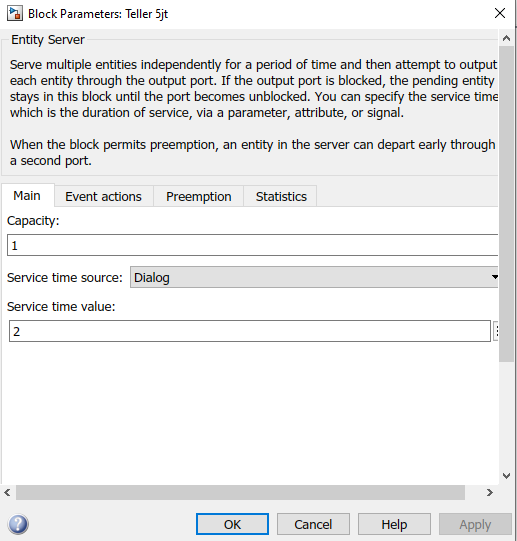 Block Parameters: Teller 5jt
Entity Server
Serve multiple entities independently for a period of time and then attempt to output
each entity through the output port. If the output port is blocked, the pending entity
stays in this block until the port becomes unblocked. You can specify the service time
which is the duration of service, via a parameter, attribute, or signal.
When the block permits preemption, an entity in the server can depart early through
a second port.
Main Event actions Preemption Statistics
Capacity:
1
Service time source: Dialog
Service time value:
2
OK Cancel Help Apply